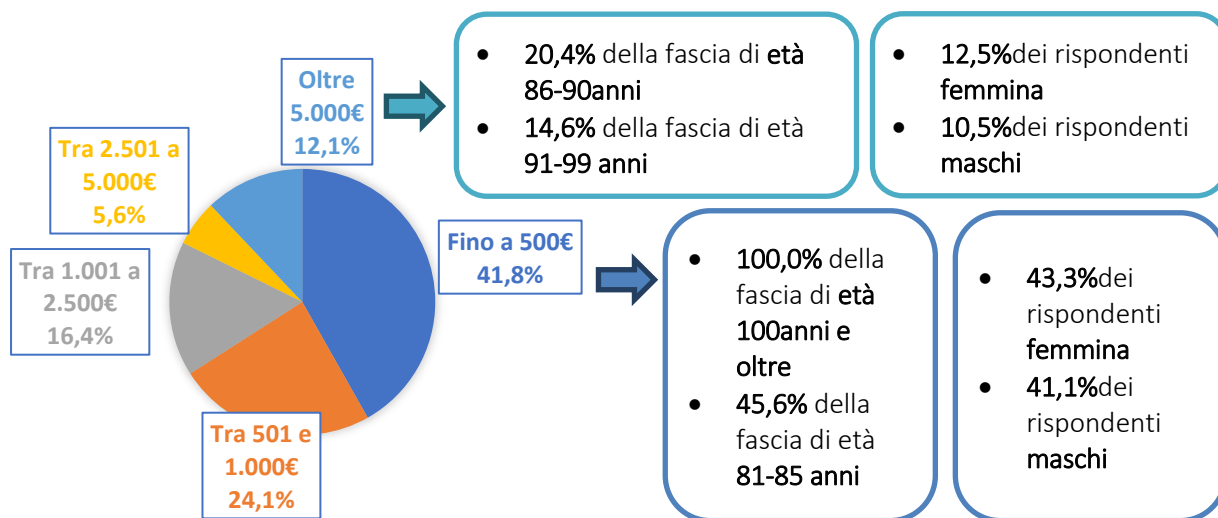 Oltre
5.000€
12,1%
• 20,4% della fascia di età
86-90anni
• 14,6% della fascia di età
91-99 anni
• 12,5%dei rispondenti
femmina
• 10,5%dei rispondenti
maschi
Tra 2.501 a
5.000€
5,6%
Tra 1.001 a
2.500€
16,4%
Tra 501 e
1.000€
24,1%
Fino a 500€
41,8%
• 100,0% della
fascia di età
100anni e
oltre
• 45,6% della
fascia di età
81-85 anni
• 43,3%dei
rispondenti
femmina
• 41,1%dei
rispondenti
maschi